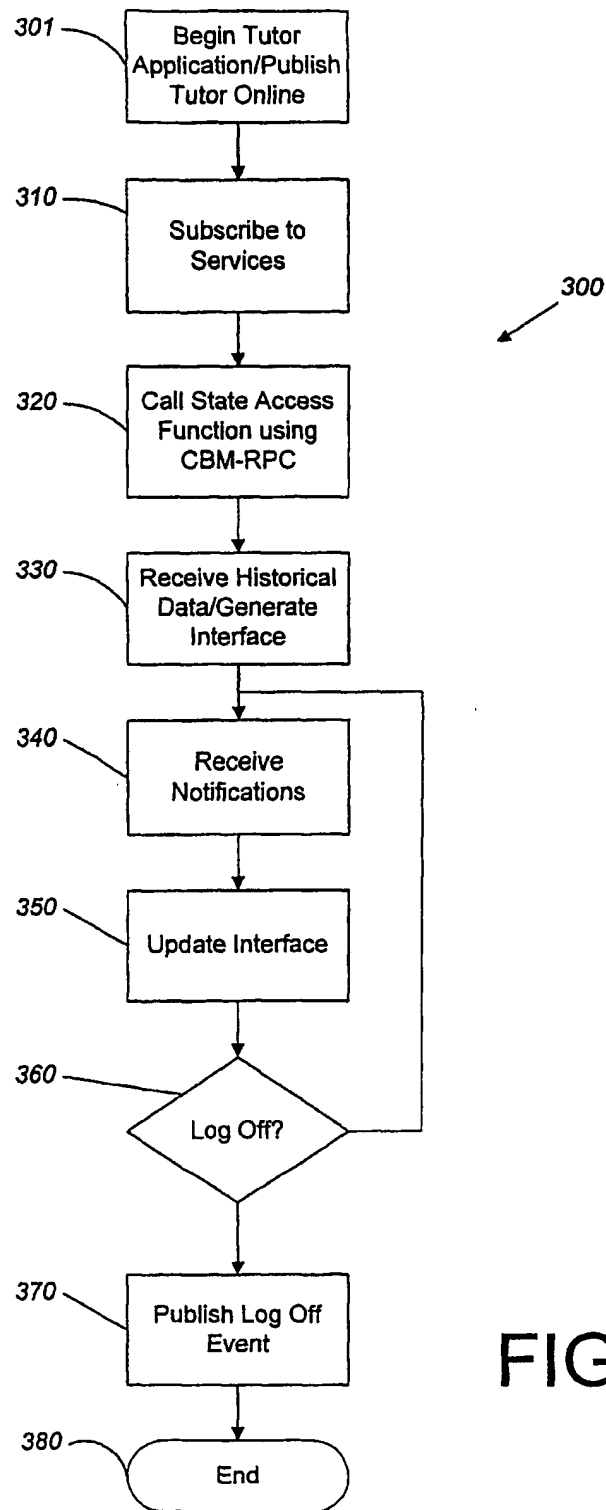 301
Begin Tutor
Application/Publish
Tutor Online
310
Subscribe to
Services
300
320
Call State Access
Function using
CBM-RPC
330
Receive Historical
Data/Generate
Interface
340
Receive
Notifications
350
Update Interface
360
Log Off?
370
Publish Log Off
Event
FIG
380
End